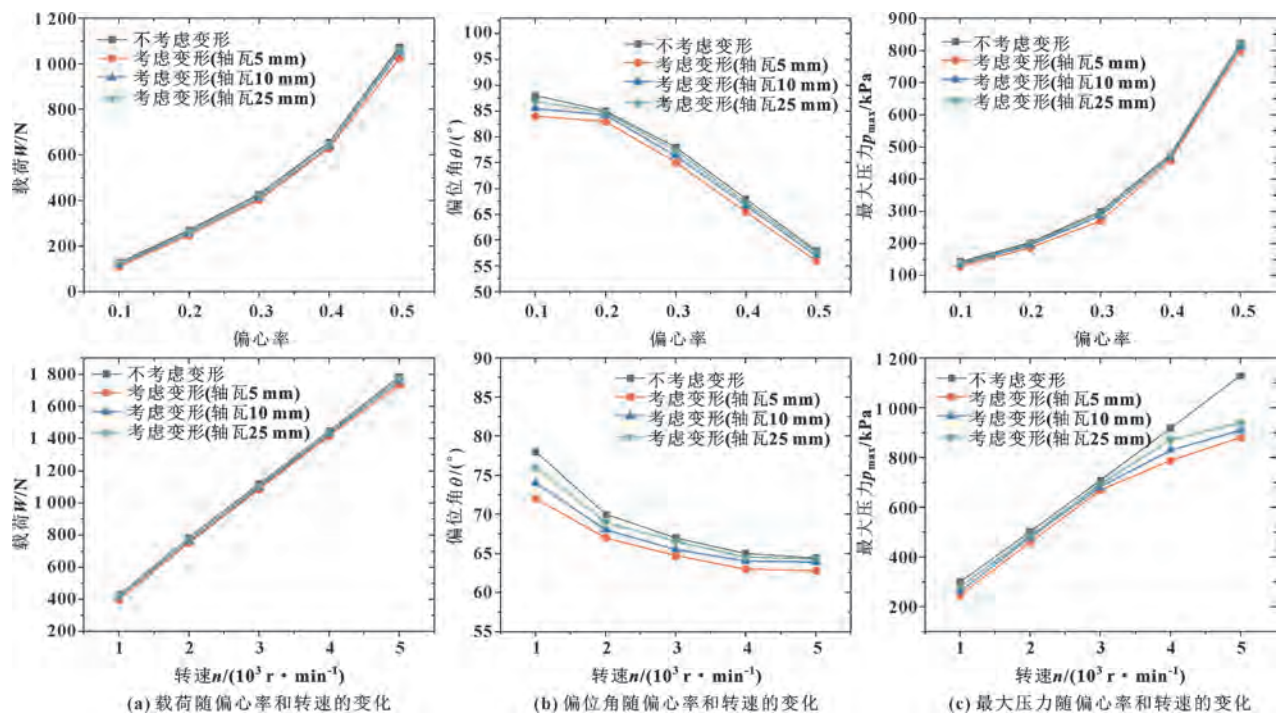 不考虑变形
考虑变形(轴瓦5 mm)
考虑变形(轴瓦10 mm)
考虑变形(轴瓦25 mm)
载荷W/N
1 200
1 000
800
600
400
200
0
0.1 0.2 0.3 0.4 0.5
偏心率
不考虑变形
考虑变形(轴瓦5 mm)
考虑变形(轴瓦10 mm)
考虑变形(轴瓦25 mm)
偏位角θ/(°)
100
95
90
85
80
75
70
65
60
55
50
0.1 0.2 0.3 0.4 0.5
偏心率
不考虑变形
考虑变形(轴瓦5 mm)
考虑变形(轴瓦10 mm)
考虑变形(轴瓦25 mm)
最大压力pmax/kPa
900
800
700
600
500
400
300
200
100
0.1 0.2 0.3 0.4 0.5
偏心率
不考虑变形
考虑变形(轴瓦5 mm)
考虑变形(轴瓦10 mm)
考虑变形(轴瓦25 mm)
载荷W/N
1 800
1 600
1 400
1 200
1 000
800
600
400
200
1 2 3 4 5
转速n/(10³ r·min⁻¹)
(a) 载荷随偏心率和转速的变化
不考虑变形
考虑变形(轴瓦5 mm)
考虑变形(轴瓦10 mm)
考虑变形(轴瓦25 mm)
偏位角θ/(°)
90
85
80
75
70
65
60
55
1 2 3 4 5
转速n/(10³ r·min⁻¹)
(b) 偏位角随偏心率和转速的变化
不考虑变形
考虑变形(轴瓦5 mm)
考虑变形(轴瓦10 mm)
考虑变形(轴瓦25 mm)
最大压力pmax/kPa
1 200
1 000
800
600
400
200
1 2 3 4 5
转速n/(10³ r·min⁻¹)
(c) 最大压力随偏心率和转速的变化